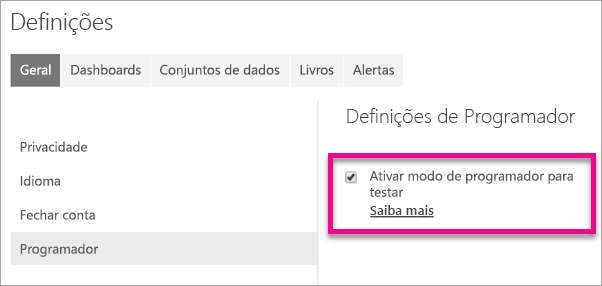 Definições
Geral Dashboards Conjuntos de dados Livros Alertas
Privacidade
Idioma
Fechar conta
Programador
Definições de Programador
Ativar modo de programador para
testar
Saiba mais